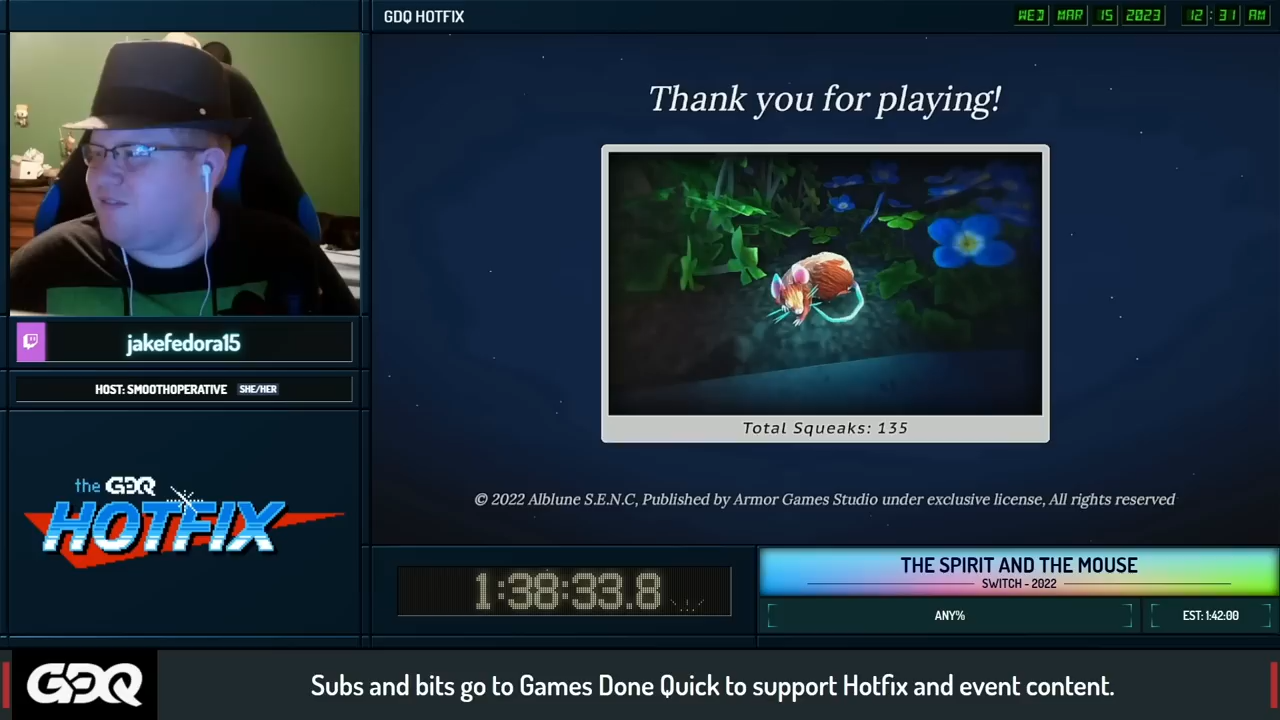 GDQ HOTFIX
WED MAR 15 2023 12:31 AM
Thank you for playing!
Total Squeaks: 135
© 2022 Alblune S.E.N.C, Published by Armor Games Studio under exclusive license, All rights reserved
jakefedora15
HOST: SMOOTHOPERATIVE SHE/HER
the GDQ
HOTFIX
1:38:33.8
THE SPIRIT AND THE MOUSE
SWITCH - 2022
ANY%
EST: 1:42:00
GDQ
Subs and bits go to Games Done Quick to support Hotfix and event content.